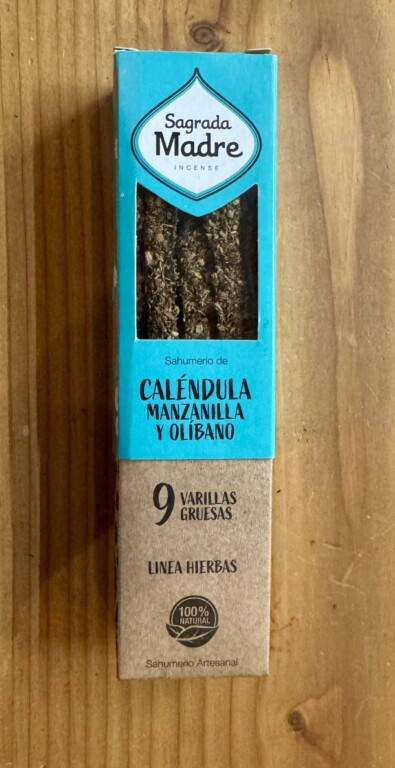 Sagrada
Madre
INCENSE
Sahumerio de
CALÉNDULA
MANZANILLA
Y OLÍBANO
9 VARILLAS
GRUESAS
LINEA HIERBAS
100%
NATURAL
Sahumerio Artesanal